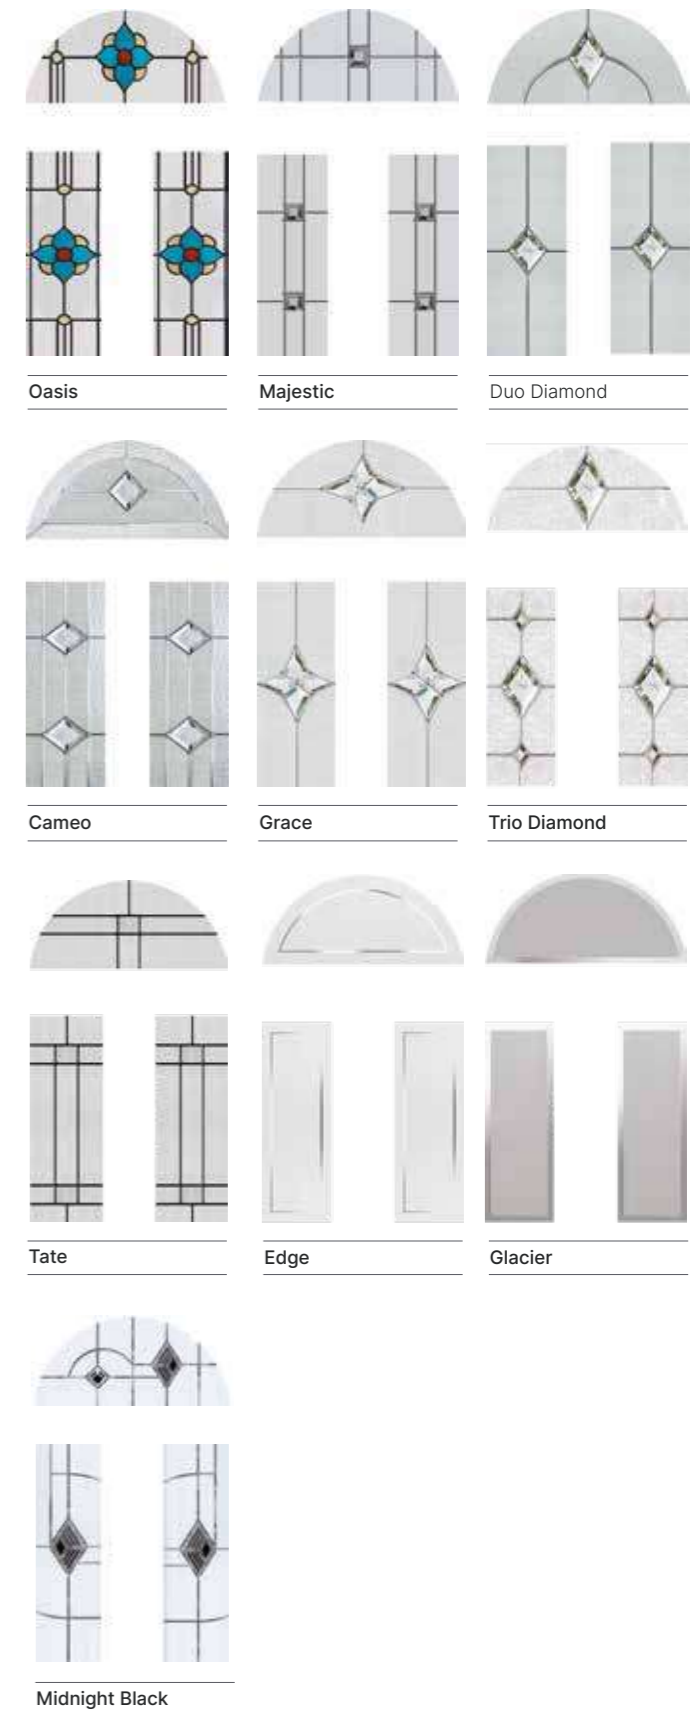 Oasis
Majestic
Duo Diamond
Cameo
Grace
Trio Diamond
Tate
Edge
Glacier
Midnight Black